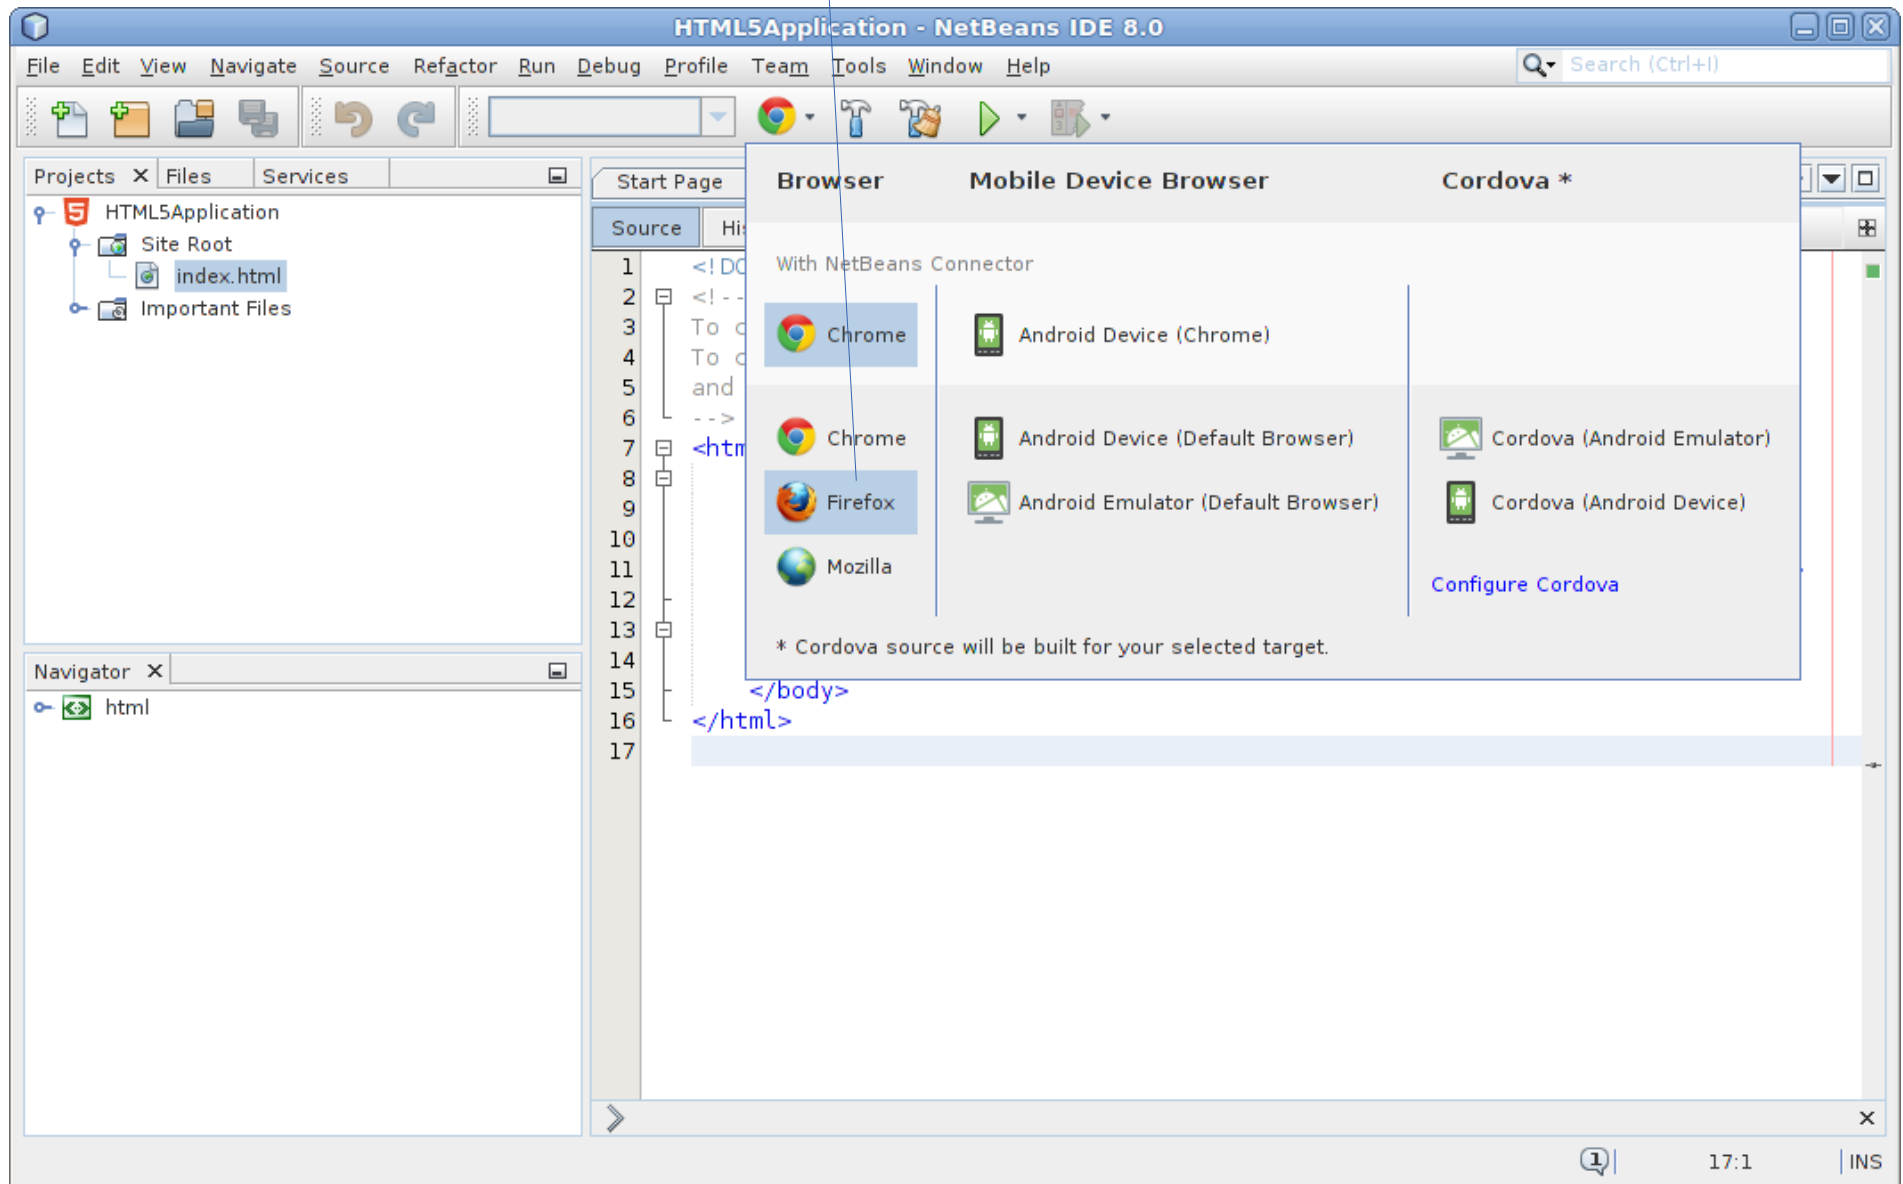 HTML5Application - NetBeans IDE 8.0
File Edit View Navigate Source Refactor Run Debug Profile Team Tools Window Help
Search (Ctrl+I)
Projects Files Services
HTML5Application
Site Root
index.html
Important Files
Navigator
html
Start Page
Source
1 <!DO
2 <!--
3 To c
4 To c
5 and
6 -->
7 <htm
8
9
10
11
12
13
14
15 </body>
16 </html>
17
Browser Mobile Device Browser Cordova *
With NetBeans Connector
Chrome Android Device (Chrome)
Chrome Android Device (Default Browser) Cordova (Android Emulator)
Firefox Android Emulator (Default Browser) Cordova (Android Device)
Mozilla
Configure Cordova
* Cordova source will be built for your selected target.
1 17:1 INS